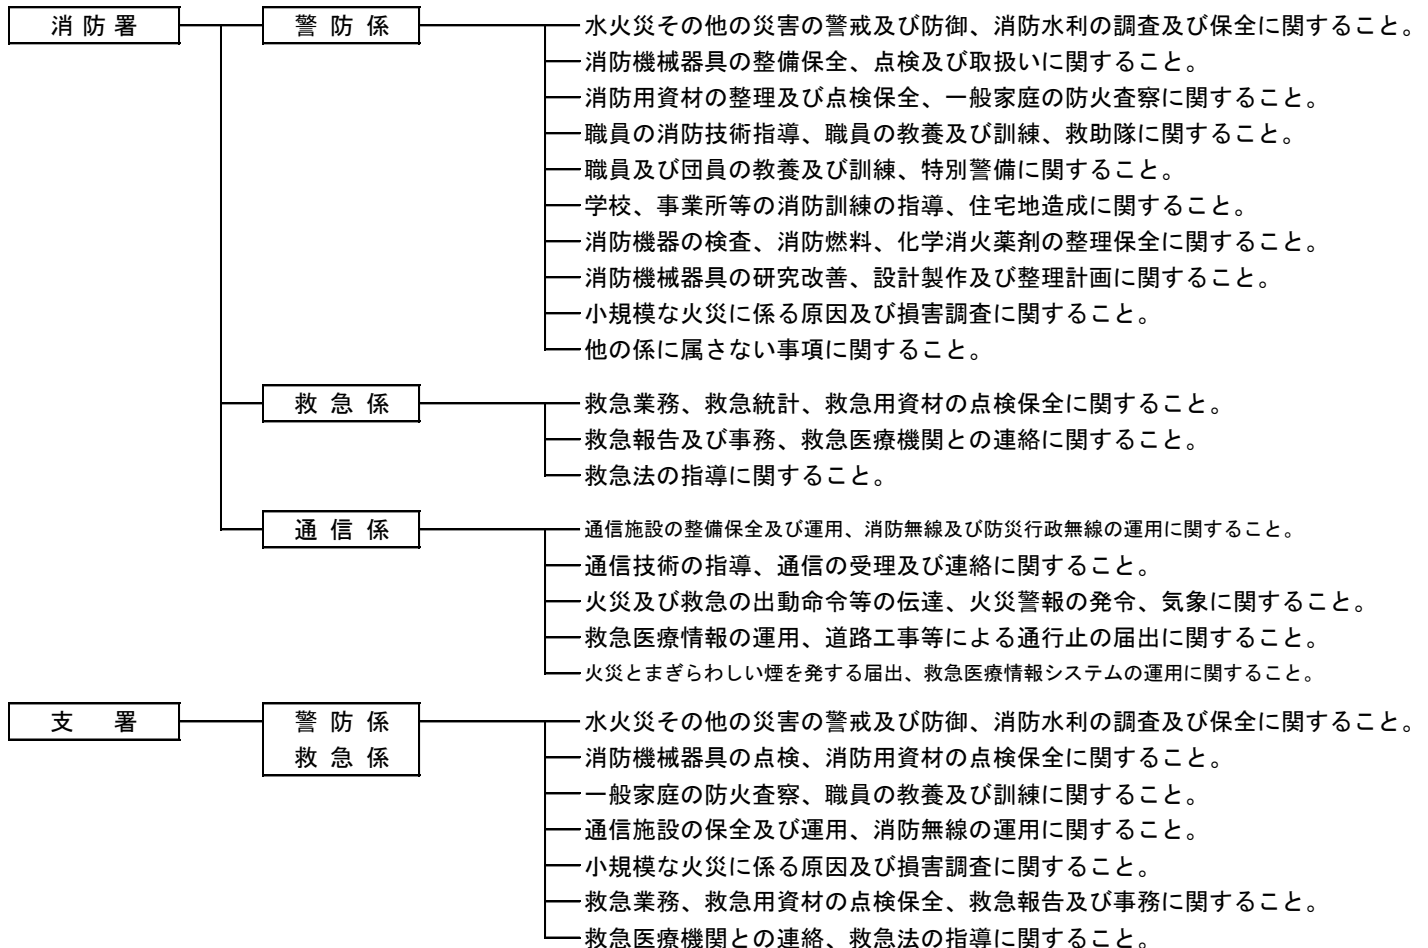 消防署 警防係 水火災その他の災害の警戒及び防御、消防水利の調査及び保全に関すること。
消防機械器具の整備保全、点検及び取扱いに関すること。
消防用資材の整理及び点検保全、一般家庭の防火査察に関すること。
職員の消防技術指導、職員の教養及び訓練、救助隊に関すること。
職員及び団員の教養及び訓練、特別警備に関すること。
学校、事業所等の消防訓練の指導、住宅地造成に関すること。
消防機器の検査、消防燃料、化学消火薬剤の整理保全に関すること。
消防機械器具の研究改善、設計製作及び整理計画に関すること。
小規模な火災に係る原因及び損害調査に関すること。
他の係に属さない事項に関すること。
救急係 救急業務、救急統計、救急用資材の点検保全に関すること。
救急報告及び事務、救急医療機関との連絡に関すること。
救急法の指導に関すること。
通信係 通信施設の整備保全及び運用、消防無線及び防災行政無線の運用に関すること。
通信技術の指導、通信の受理及び連絡に関すること。
火災及び救急の出動命令等の伝達、火災警報の発令、気象に関すること。
救急医療情報の運用、道路工事等による通行止の届出に関すること。
火災とまぎらわしい煙を発する届出、救急医療情報システムの運用に関すること。
支署 警防係 水火災その他の災害の警戒及び防御、消防水利の調査及び保全に関すること。
救急係 消防機械器具の点検、消防用資材の点検保全に関すること。
一般家庭の防火査察、職員の教養及び訓練に関すること。
通信施設の保全及び運用、消防無線の運用に関すること。
小規模な火災に係る原因及び損害調査に関すること。
救急業務、救急用資材の点検保全、救急報告及び事務に関すること。
救急医療機関との連絡、救急法の指導に関すること。